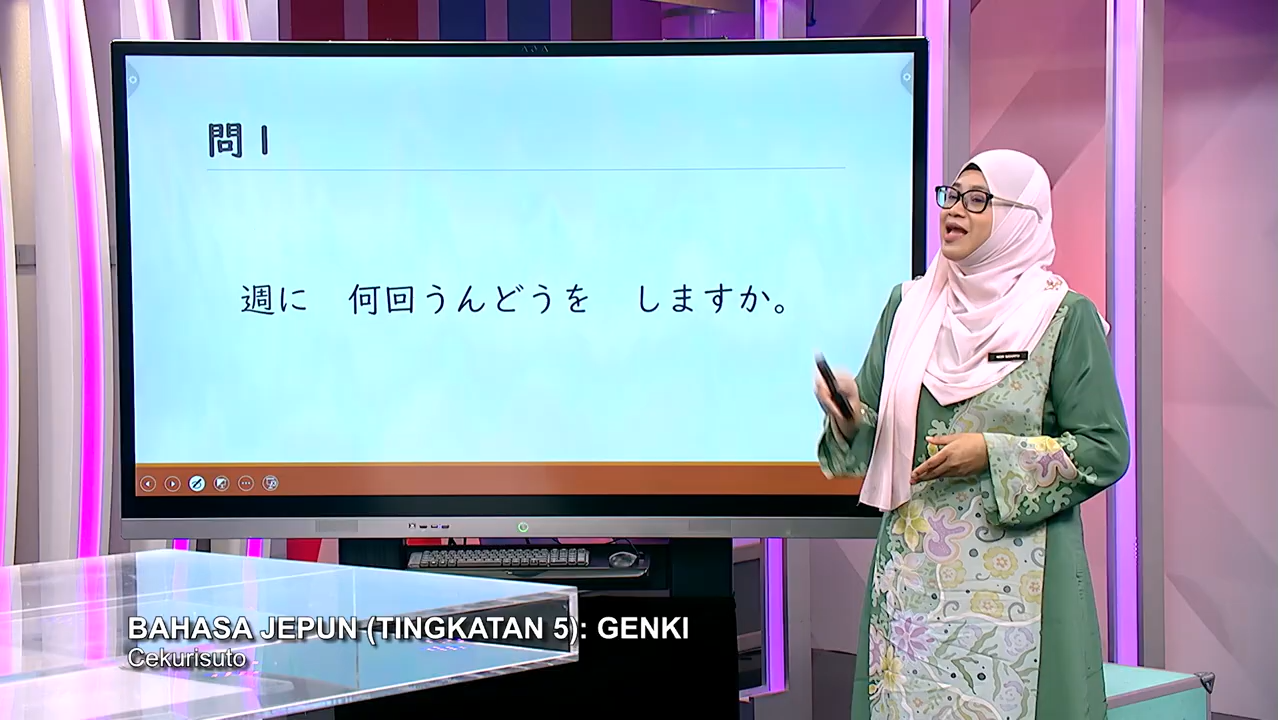 問1
週に 何回うんどうを しますか。
BAHASA JEPUN (TINGKATAN 5): GENKI
Cekurisuto